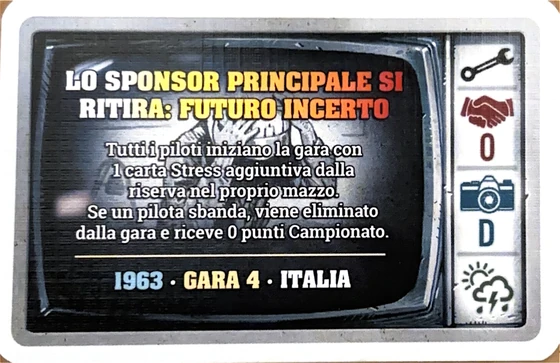 LO SPONSOR PRINCIPALE SI
RITIRA: FUTURO INCERTO
Tutti i piloti iniziano la gara con
1 carta Stress aggiuntiva dalla
riserva nel proprio mazzo.
Se un pilota sbanda, viene eliminato
dalla gara e riceve 0 punti Campionato.
1963 · GARA 4 · ITALIA
0
D